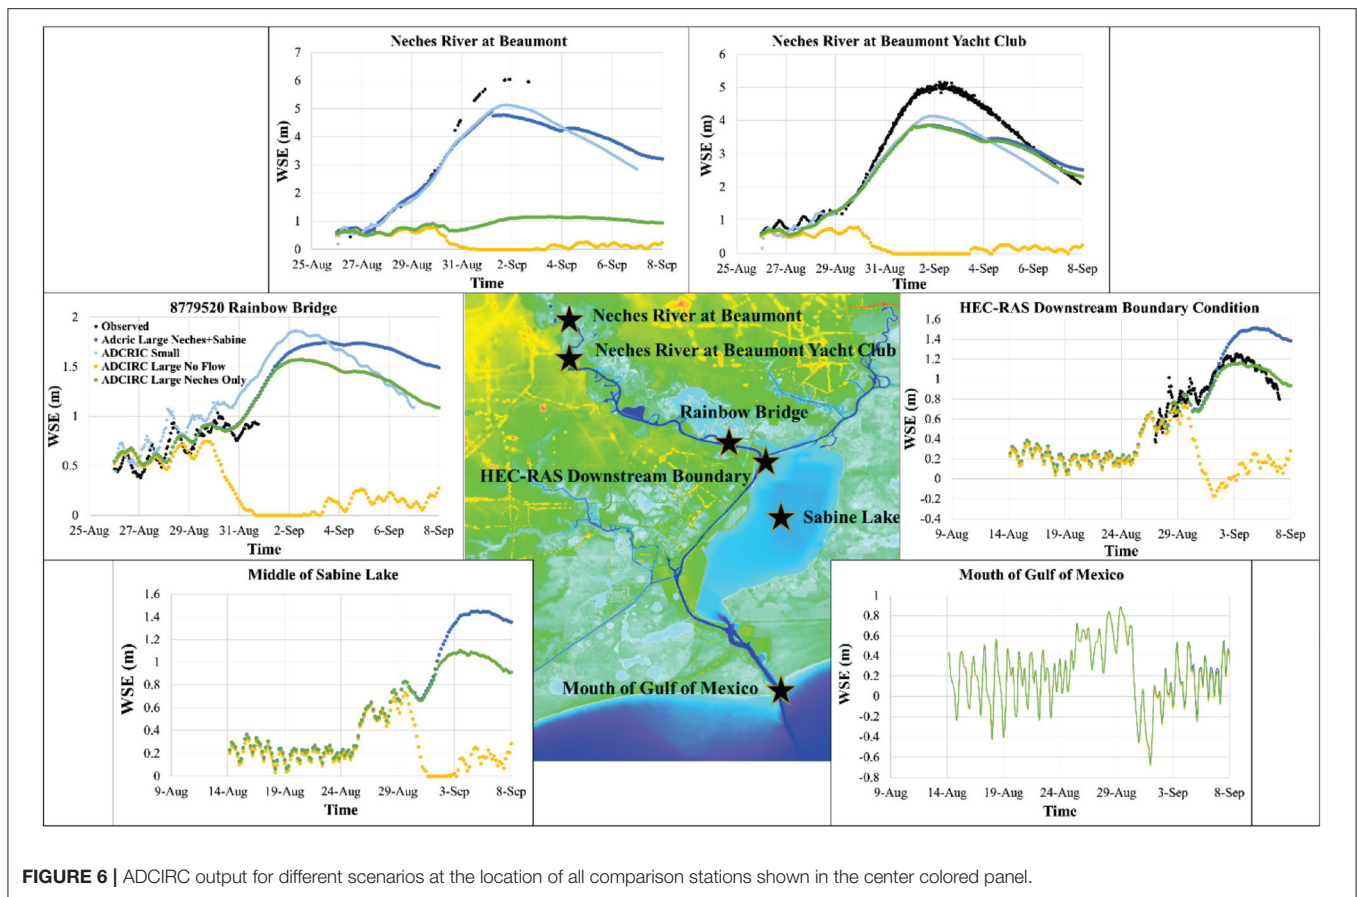 Neches River at Beaumont
7
6
5
4
3
2
1
0
WSE (m)
25-Aug 27-Aug 29-Aug 31-Aug 2-Sep 4-Sep 6-Sep 8-Sep
Time
Neches River at Beaumont Yacht Club
6
5
4
3
2
1
0
WSE (m)
25-Aug 27-Aug 29-Aug 31-Aug 2-Sep 4-Sep 6-Sep 8-Sep
Time
8779520 Rainbow Bridge
2
1.5
1
0.5
0
WSE (m)
Observed
Adcric Large Neches+Sabine
ADCRIC Small
ADCIRC Large No Flow
ADCIRC Large Neches Only
25-Aug 27-Aug 29-Aug 31-Aug 2-Sep 4-Sep 6-Sep 8-Sep
Time
Neches River at Beaumont
Neches River at Beaumont Yacht Club
Rainbow Bridge
HEC-RAS Downstream Boundary
Sabine Lake
Mouth of Gulf of Mexico
HEC-RAS Downstream Boundary Condition
1.6
1.4
1.2
1
0.8
0.6
0.4
0.2
0
-0.2
-0.4
WSE (m)
9-Aug 14-Aug 19-Aug 24-Aug 29-Aug 3-Sep 8-Sep
Time
Middle of Sabine Lake
1.6
1.4
1.2
1
0.8
0.6
0.4
0.2
0
WSE (m)
9-Aug 14-Aug 19-Aug 24-Aug 29-Aug 3-Sep 8-Sep
Time
Mouth of Gulf of Mexico
1
0.8
0.6
0.4
0.2
0
-0.2
-0.4
-0.6
-0.8
WSE (m)
9-Aug 14-Aug 19-Aug 24-Aug 29-Aug 3-Sep 8-Sep
Time
FIGURE 6 | ADCIRC output for different scenarios at the location of all comparison stations shown in the center colored panel.